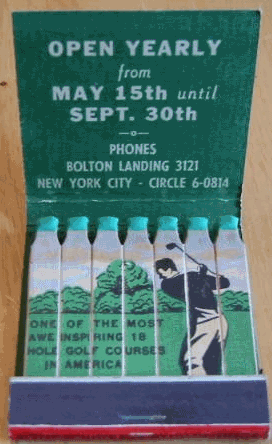 OPEN YEARLY
from
MAY 15th until
SEPT. 30th
PHONES
BOLTON LANDING 3121
NEW YORK CITY - CIRCLE 6-0814
ONE OF THE MOST
AWE INSPIRING 18
HOLE GOLF COURSES
IN AMERICA